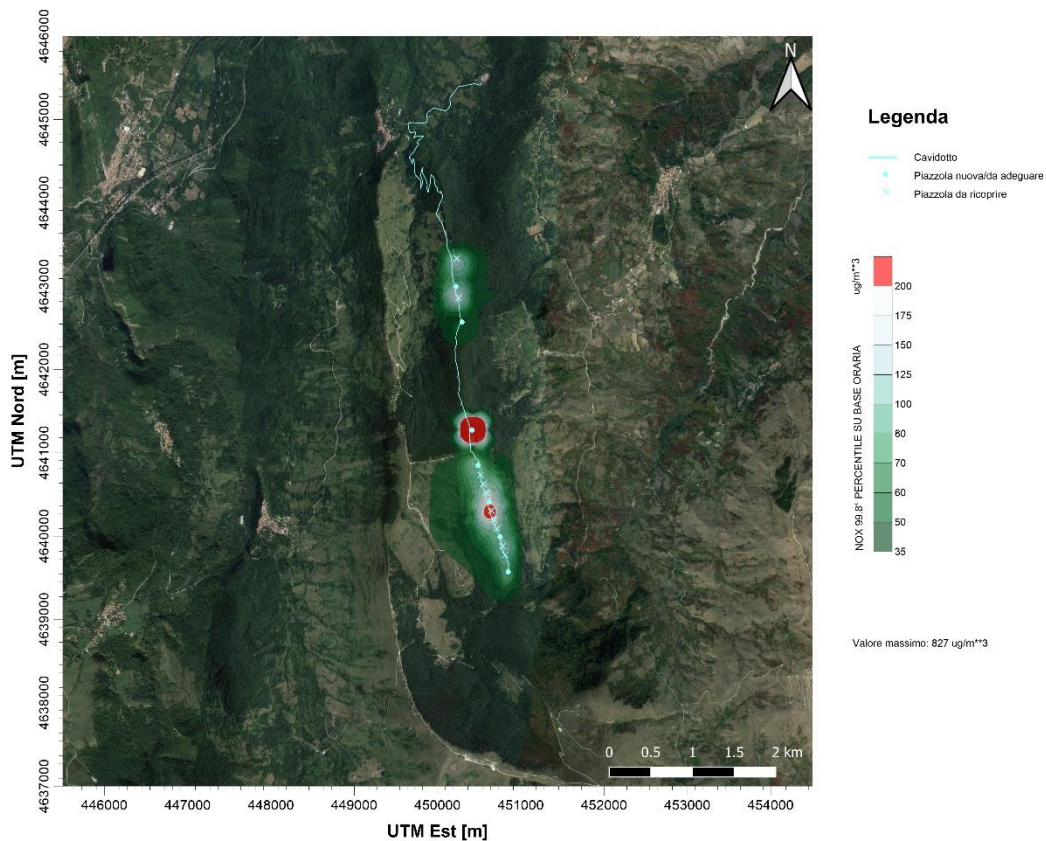 N
4646000
4645000
4644000
4643000
4642000
4641000
4640000
4639000
4638000
4637000
UTM Nord [m]
446000 447000 448000 449000 450000 451000 452000 453000 454000
UTM Est [m]
0 0.5 1 1.5 2 km
Legenda
Cavidotto
Piazzola nuova/da adeguare
Piazzola da ricoprire
ug/m**3
NOX 99.8° PERCENTILE SU BASE ORARIA
200
175
150
125
100
80
70
60
50
35
Valore massimo: 827 ug/m**3